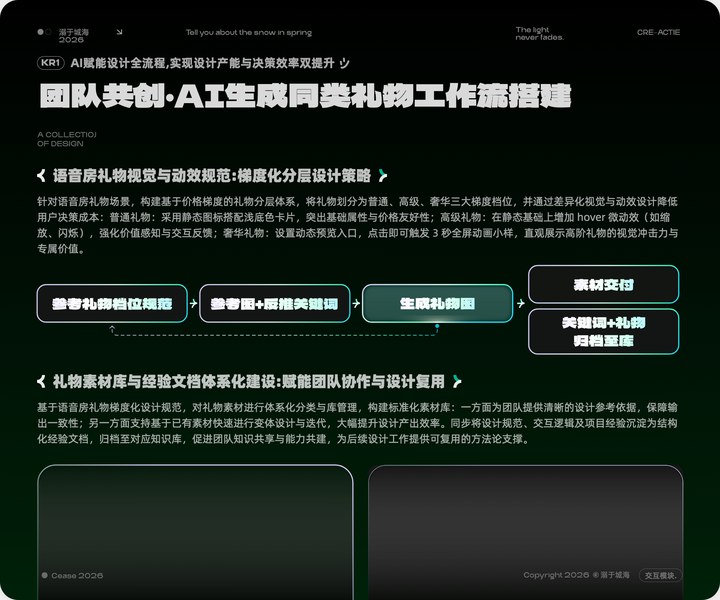 溺于城海
2026
Tell you about the snow in spring
The light
never fades.
CRE-ACTIE
KR1 AI赋能设计全流程,实现设计产能与决策效率双提升
团队共创·AI生成同类礼物工作流搭建
A COLLECTIO/
OF DESIGN
语音房礼物视觉与动效规范:梯度化分层设计策略
针对语音房礼物场景，构建基于价格梯度的礼物分层体系，将礼物划分为普通、高级、奢华三大梯度档位，并通过差异化视觉与动效设计降低
用户决策成本：普通礼物：采用静态图标搭配浅底色卡片，突出基础属性与价格友好性；高级礼物：在静态基础上增加 hover 微动效（如缩
放、闪烁），强化价值感知与交互反馈；奢华礼物：设置动态预览入口，点击即可触发 3 秒全屏动画小样，直观展示高阶礼物的视觉冲击力与
专属价值。
参考礼物档位规范
参考图+反推关键词
生成礼物图
素材交付
关键词+礼物
归档至库
礼物素材库与经验文档体系化建设:赋能团队协作与设计复用
基于语音房礼物梯度化设计规范，对礼物素材进行体系化分类与库管理，构建标准化素材库：一方面为团队提供清晰的设计参考依据，保障输
出一致性；另一方面支持基于已有素材快速进行变体设计与迭代，大幅提升设计产出效率。同步将设计规范、交互逻辑及项目经验沉淀为结构
化经验文档，归档至对应知识库，促进团队知识共享与能力共建，为后续设计工作提供可复用的方法论支撑。
Cease 2026
Copyright 2026 ®溺于城海
交互模块.